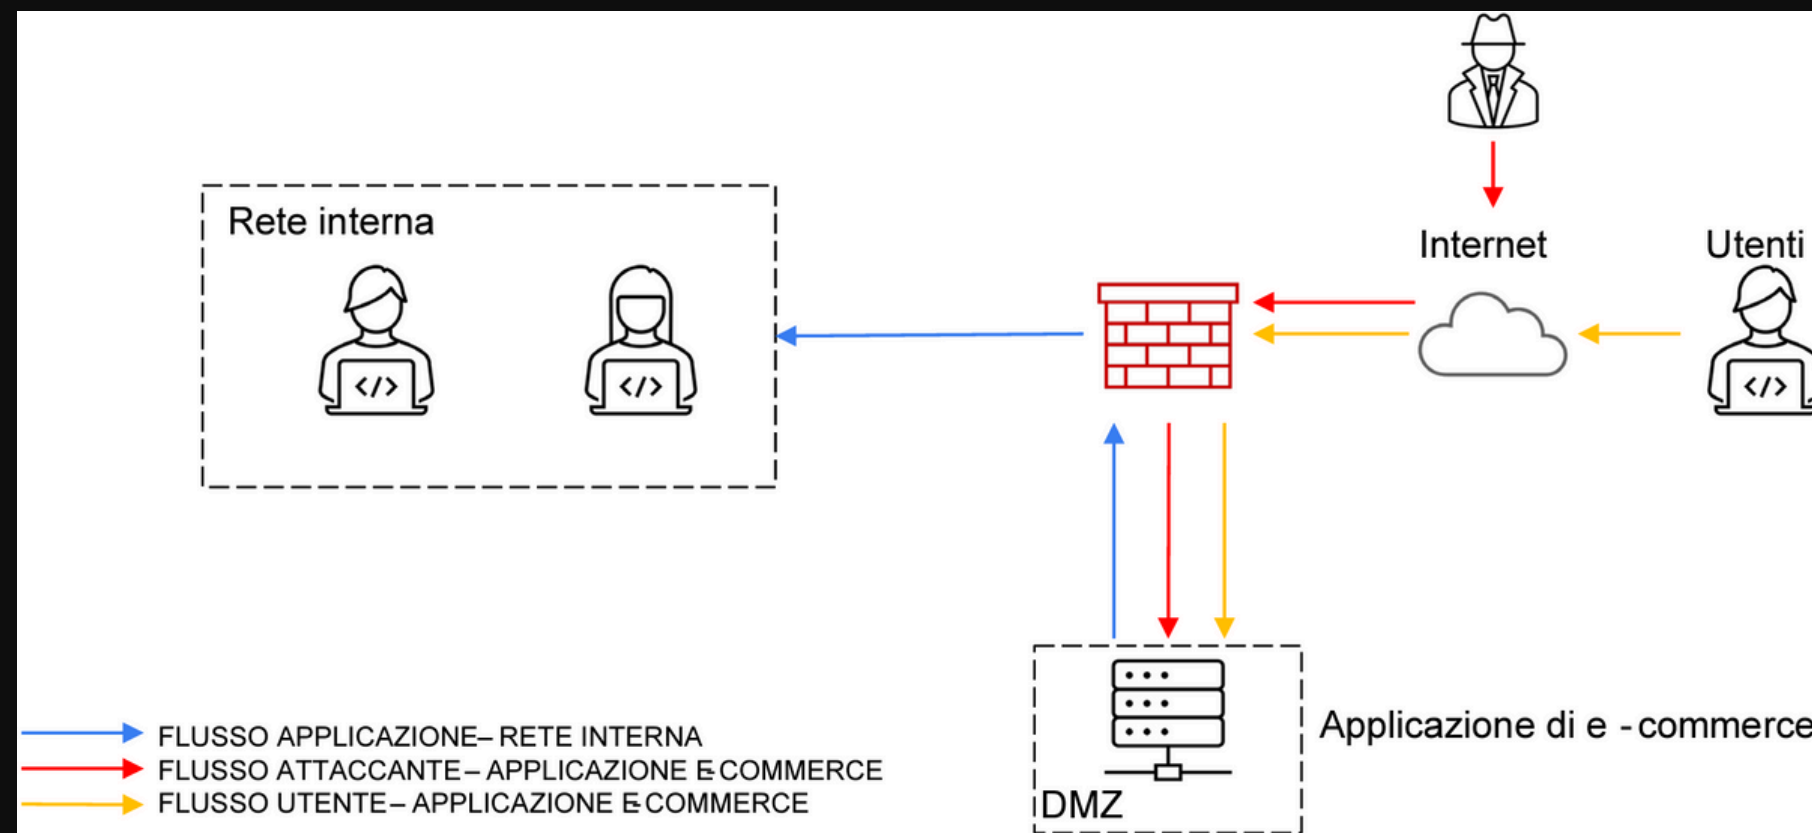 Internet
Utenti
Rete interna
</>
</>
</>
Applicazione di e -commerce
DMZ
FLUSSO APPLICAZIONE– RETE INTERNA
FLUSSO ATTACCANTE – APPLICAZIONE E-COMMERCE
FLUSSO UTENTE – APPLICAZIONE E-COMMERCE